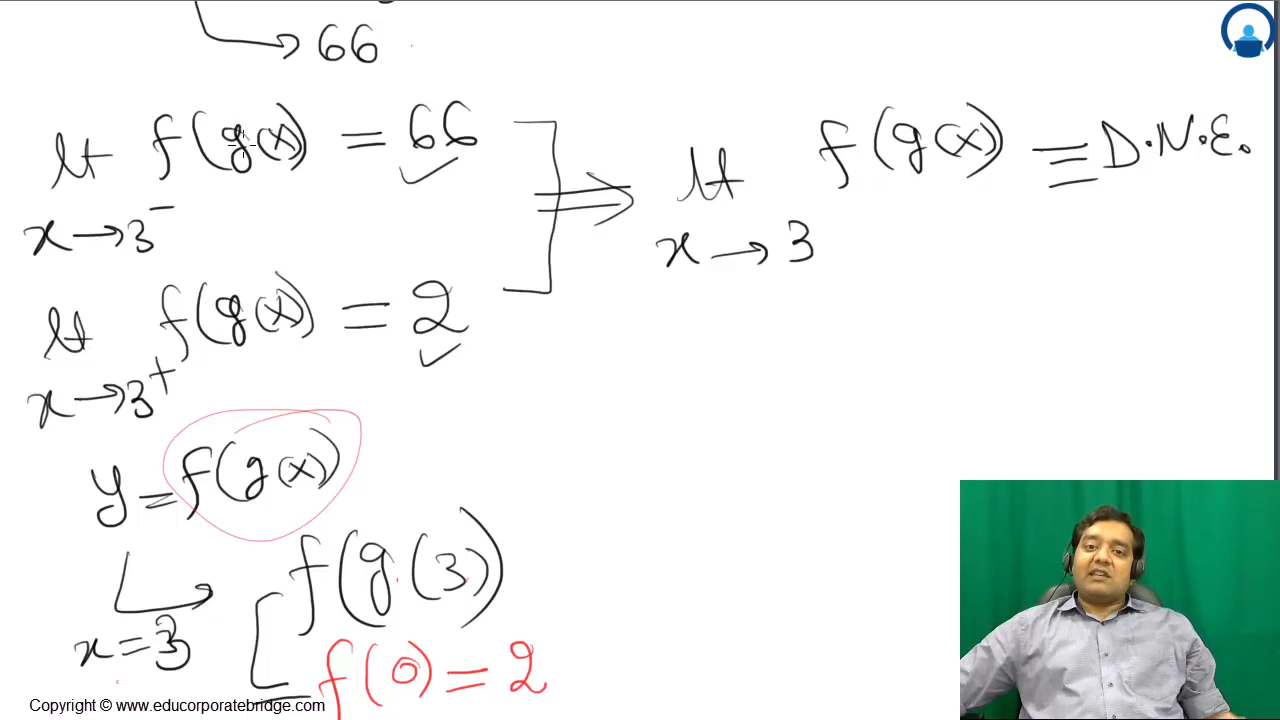 66
lt f(g(x)) = 66
x → 3⁻
⇒ lt f(g(x)) = D.N.E.
x → 3
lt f(g(x)) = 2
x → 3⁺
y = f(g(x))
x = 3
f(g(3))
f(0) = 2
Copyright © www.educorporatebridge.com